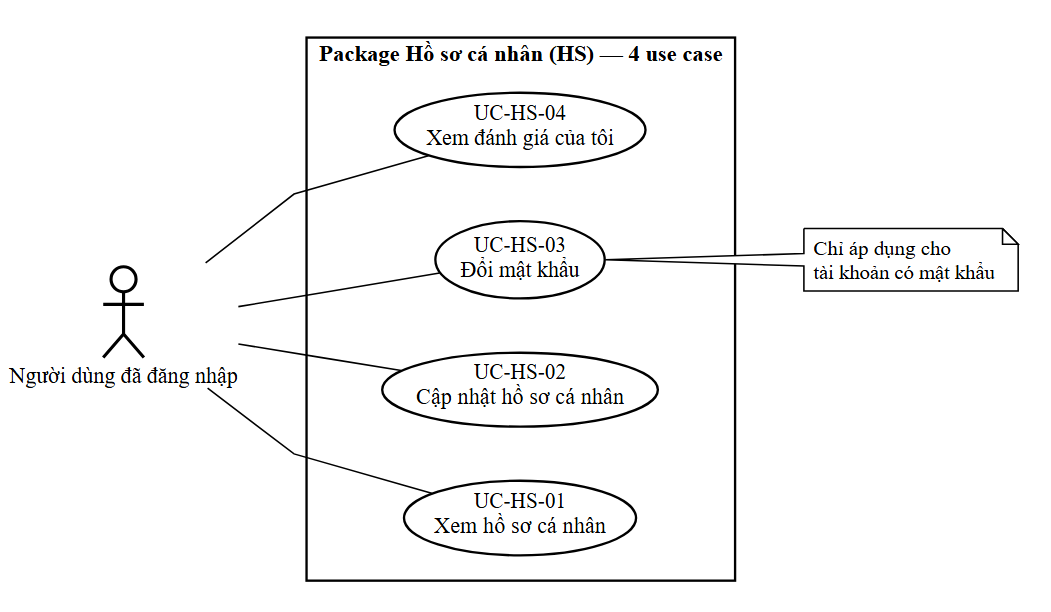 Package Hồ sơ cá nhân (HS) — 4 use case
UC-HS-04
Xem đánh giá của tôi
UC-HS-03
Đổi mật khẩu
Chỉ áp dụng cho
tài khoản có mật khẩu
Người dùng đã đăng nhập
UC-HS-02
Cập nhật hồ sơ cá nhân
UC-HS-01
Xem hồ sơ cá nhân